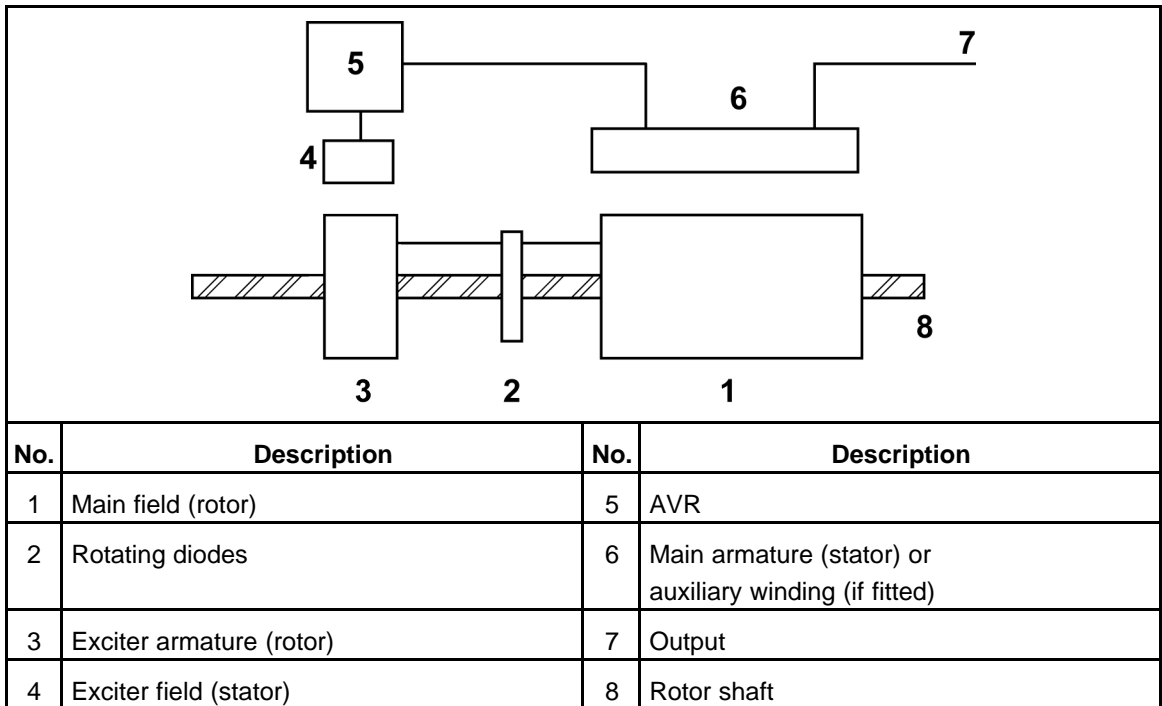 5
7
6
4
8
3 2 1
No. Description No. Description
1 Main field (rotor) 5 AVR
2 Rotating diodes 6 Main armature (stator) or
auxiliary winding (if fitted)
3 Exciter armature (rotor) 7 Output
4 Exciter field (stator) 8 Rotor shaft